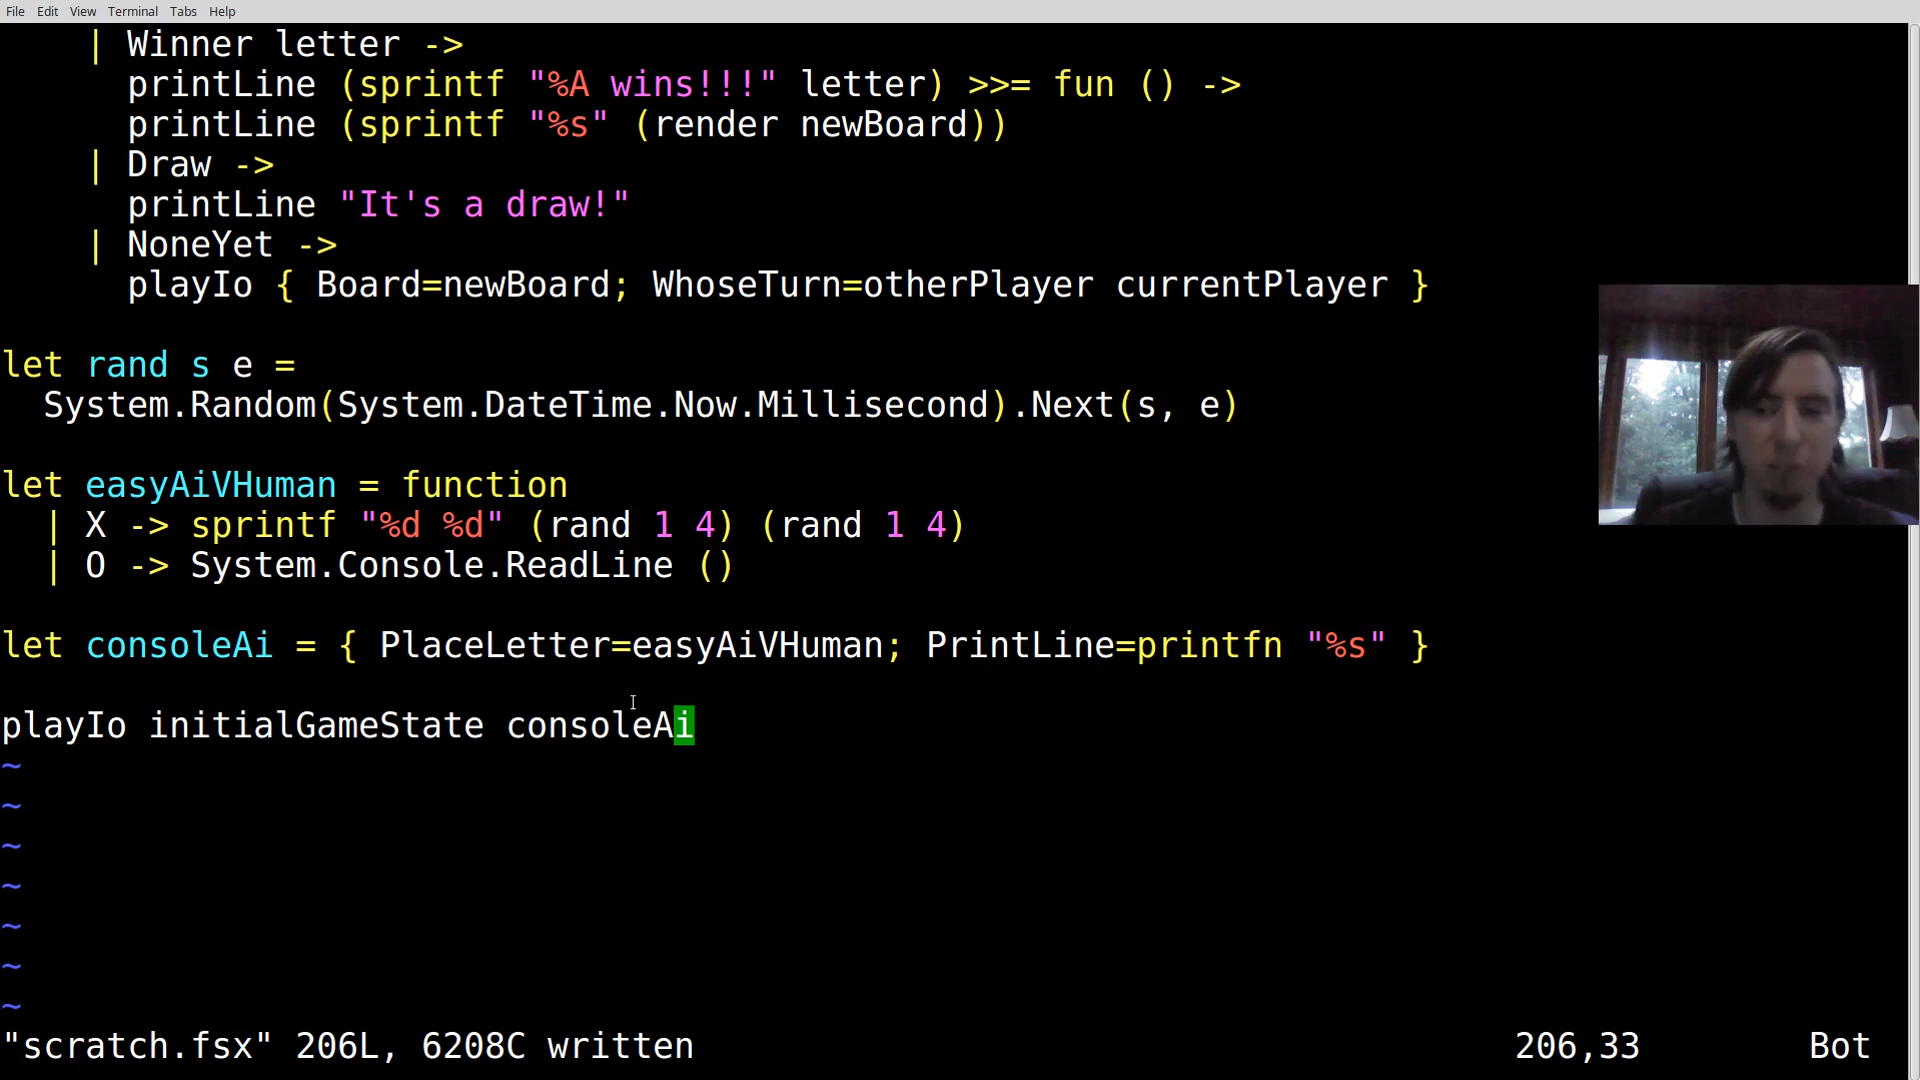 File Edit View Terminal Tabs Help
| Winner letter ->
printLine (sprintf "%A wins!!!" letter) >>= fun () ->
printLine (sprintf "%s" (render newBoard))
| Draw ->
printLine "It's a draw!"
| NoneYet ->
playIo { Board=newBoard; WhoseTurn=otherPlayer currentPlayer }
let rand s e =
System.Random(System.DateTime.Now.Millisecond).Next(s, e)
let easyAiVHuman = function
| X -> sprintf "%d %d" (rand 1 4) (rand 1 4)
| O -> System.Console.ReadLine ()
let consoleAi = { PlaceLetter=easyAiVHuman; PrintLine=printfn "%s" }
playIo initialGameState consoleAi
~
~
~
~
~
~
~
"scratch.fsx" 206L, 6208C written 206,33 Bot